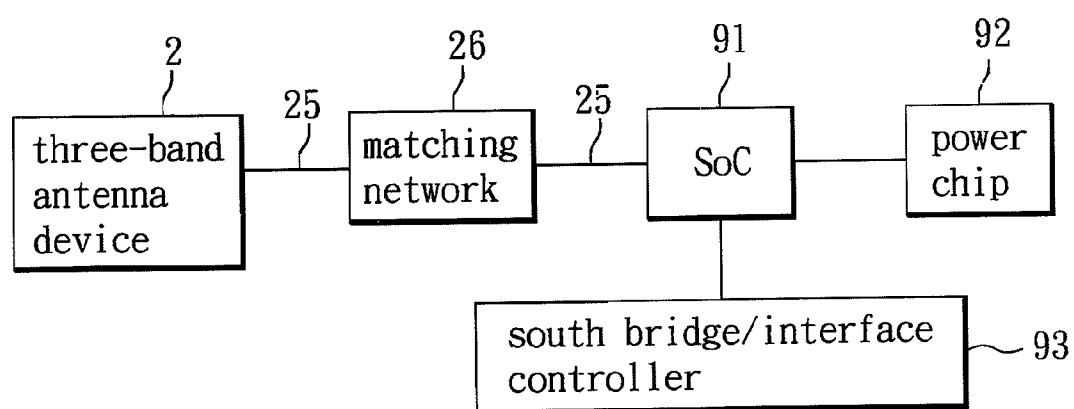 2
25
26
25
91
92
93
three-band
antenna
device
matching
network
SoC
power
chip
south bridge/interface
controller